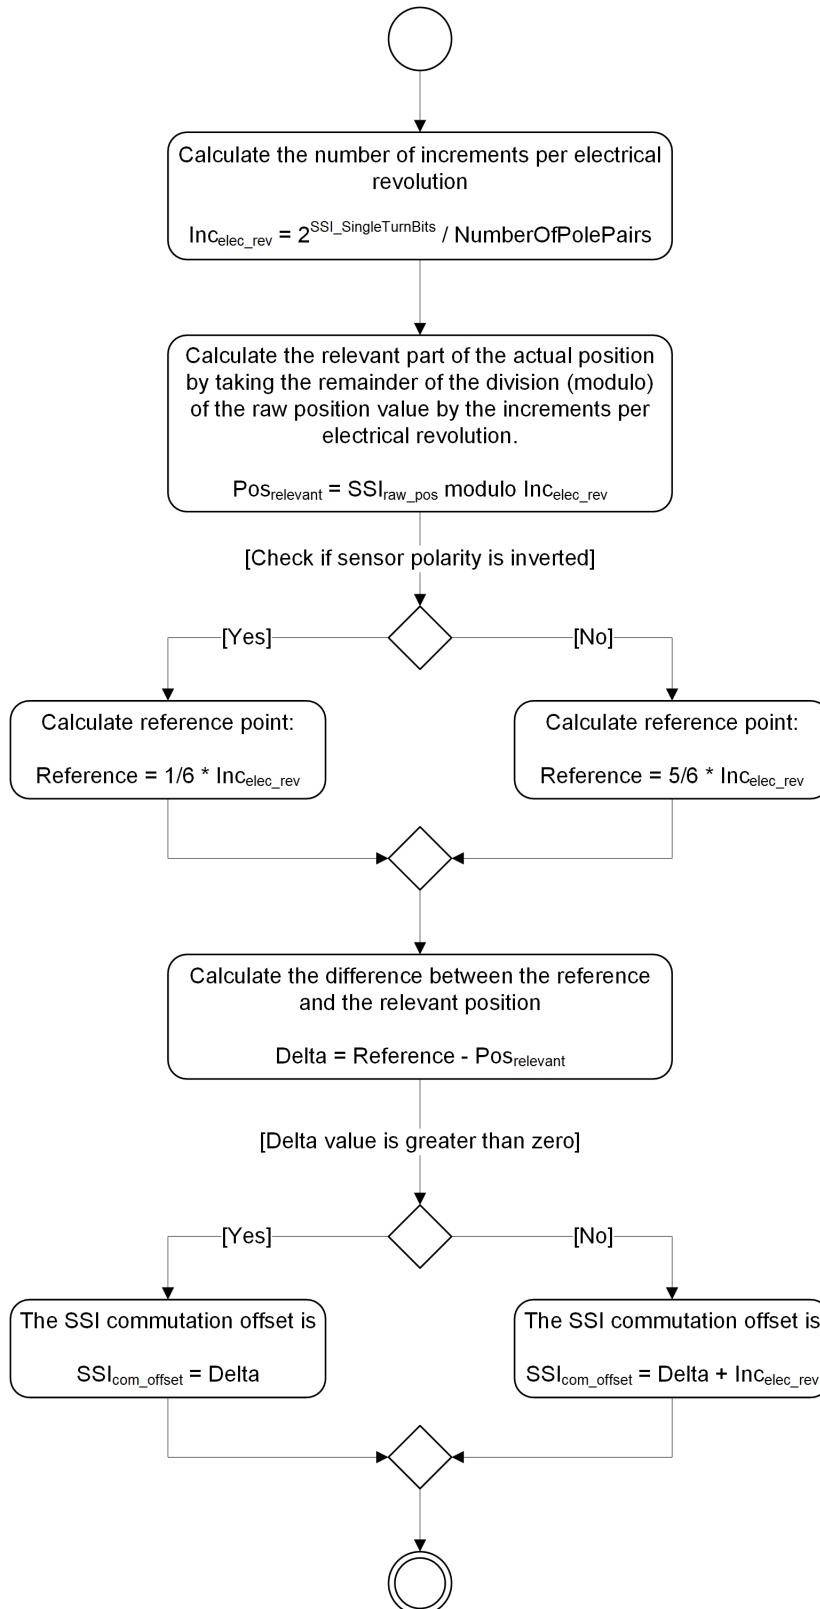 Calculate the number of increments per electrical
revolution
Inc_elec_rev = 2^SSI_SingleTurnBits / NumberOfPolePairs
Calculate the relevant part of the actual position
by taking the remainder of the division (modulo)
of the raw position value by the increments per
electrical revolution.
Pos_relevant = SSI_raw_pos modulo Inc_elec_rev
[Check if sensor polarity is inverted]
[Yes]
[No]
Calculate reference point:
Reference = 1/6 * Inc_elec_rev
Calculate reference point:
Reference = 5/6 * Inc_elec_rev
Calculate the difference between the reference
and the relevant position
Delta = Reference - Pos_relevant
[Delta value is greater than zero]
[Yes]
[No]
The SSI commutation offset is
SSI_com_offset = Delta
The SSI commutation offset is
SSI_com_offset = Delta + Inc_elec_rev